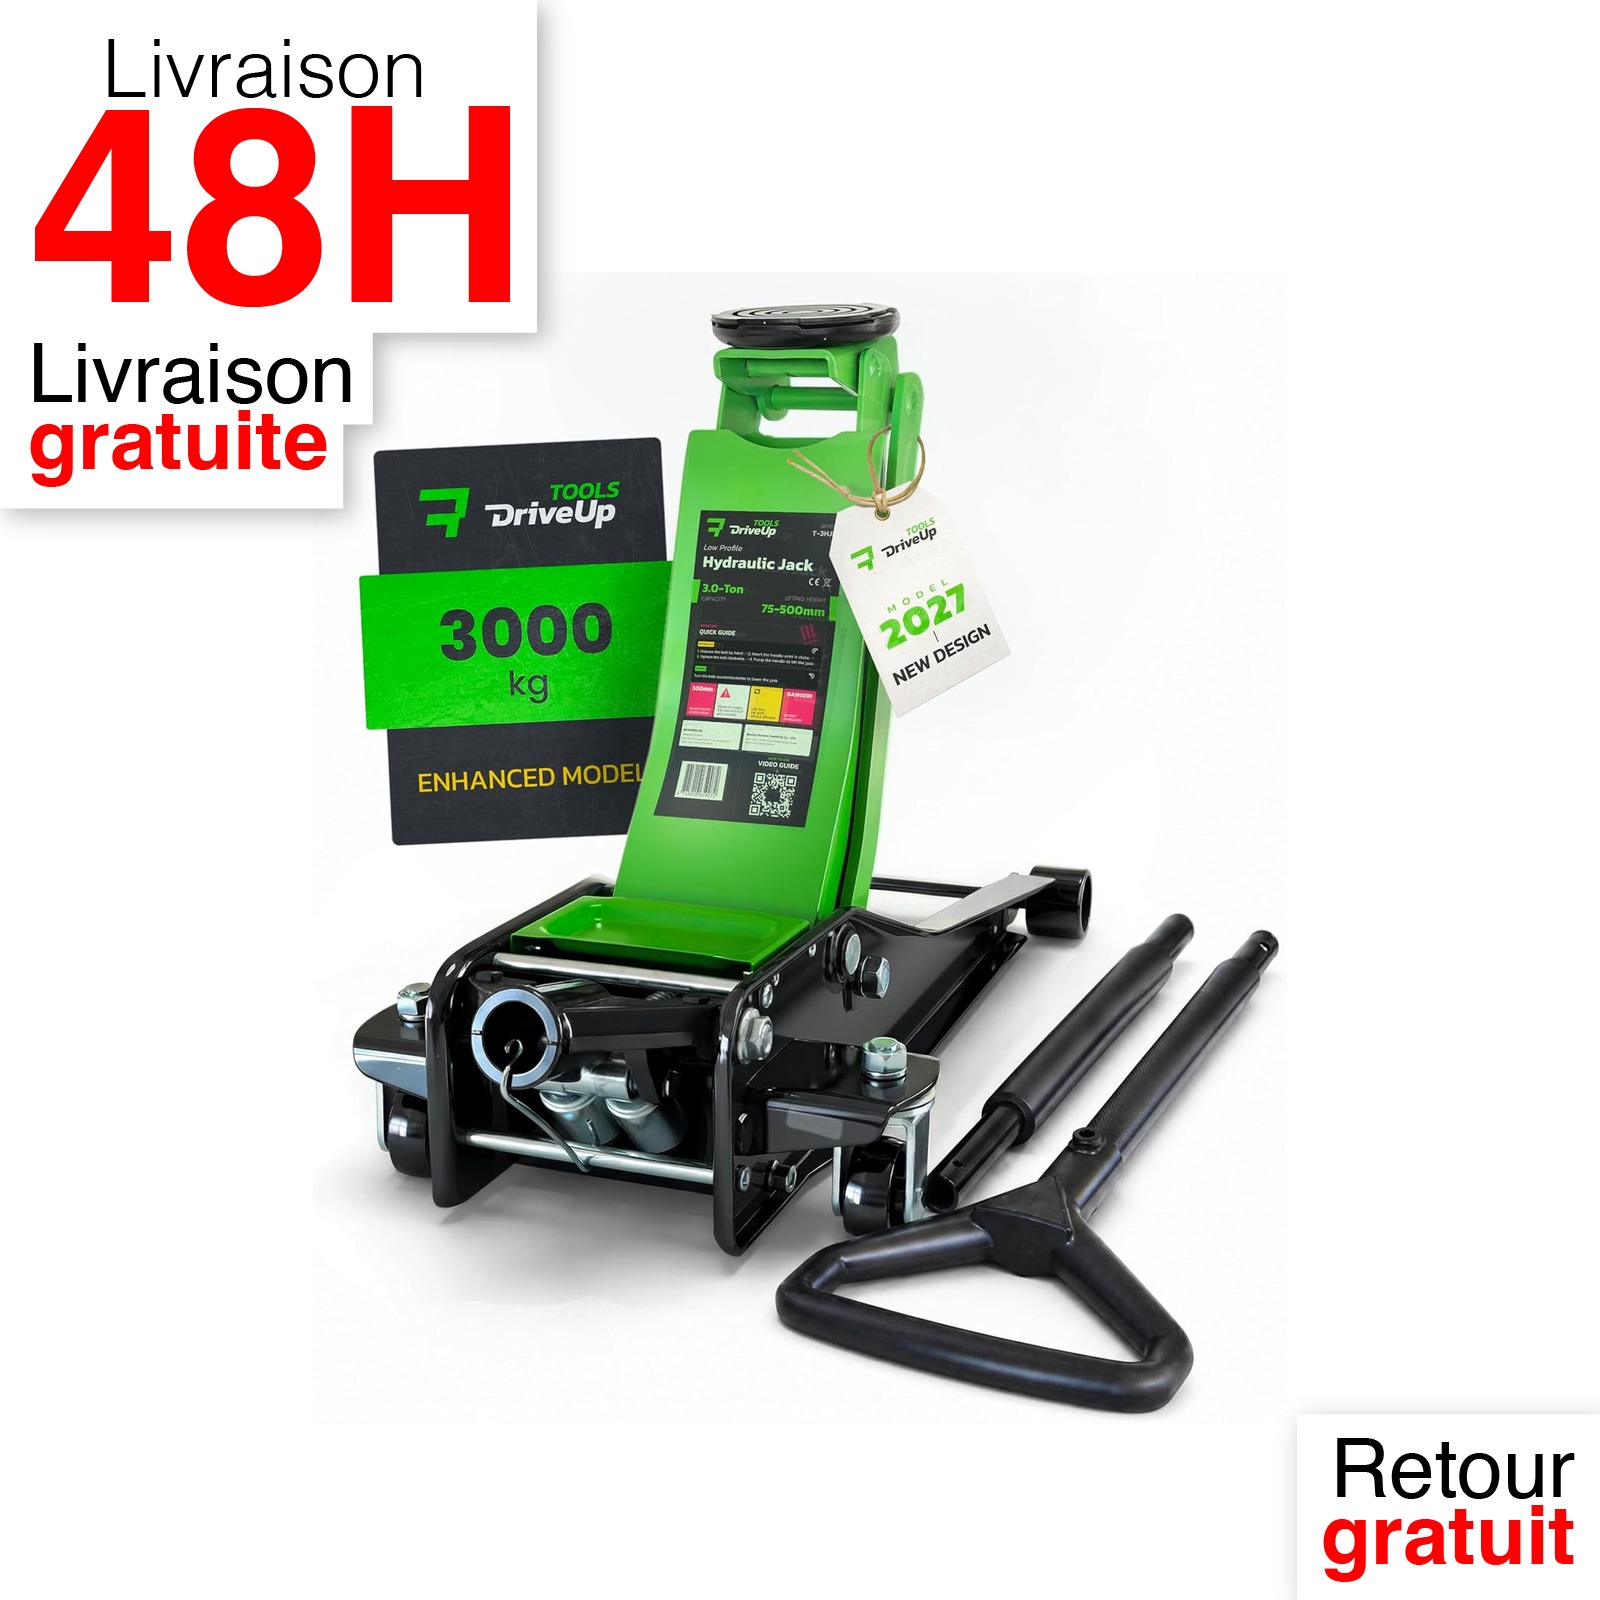 Livraison
48H
Livraison
gratuite
TOOLS
DriveUp
3000
kg
ENHANCED MODEL
TOOLS
DriveUp
Low Profile
Hydraulic Jack
3.0-Ton
CAPACITY
LIFTING HEIGHT
75-500mm
QUICK GUIDE
500mm
DANGER!
VIDEO GUIDE
TOOLS
DriveUp
MODEL
2027
NEW DESIGN
Retour
gratuit